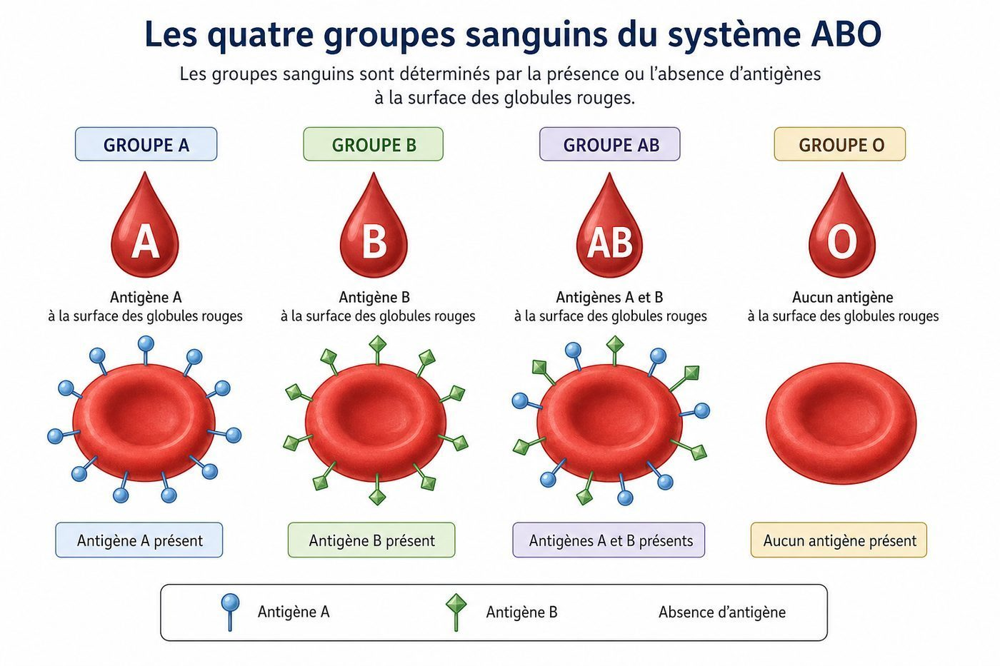 Les quatre groupes sanguins du système ABO
Les groupes sanguins sont déterminés par la présence ou l’absence d’antigènes
à la surface des globules rouges.
GROUPE A
GROUPE B
GROUPE AB
GROUPE O
A
B
AB
O
Antigène A
à la surface des globules rouges
Antigène B
à la surface des globules rouges
Antigènes A et B
à la surface des globules rouges
Aucun antigène
à la surface des globules rouges
Antigène A présent
Antigène B présent
Antigènes A et B présents
Aucun antigène présent
Antigène A
Antigène B
Absence d’antigène